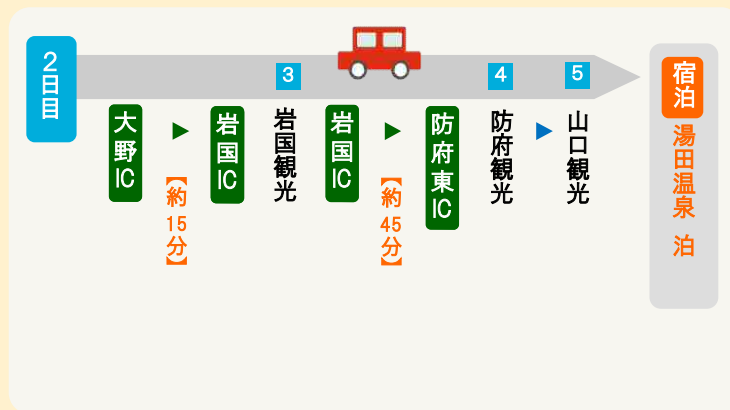 2日目
大野IC
【約15分】
岩国IC
3
岩国観光
岩国IC
【約45分】
防府東IC
4
防府観光
5
山口観光
宿泊
湯田温泉 泊